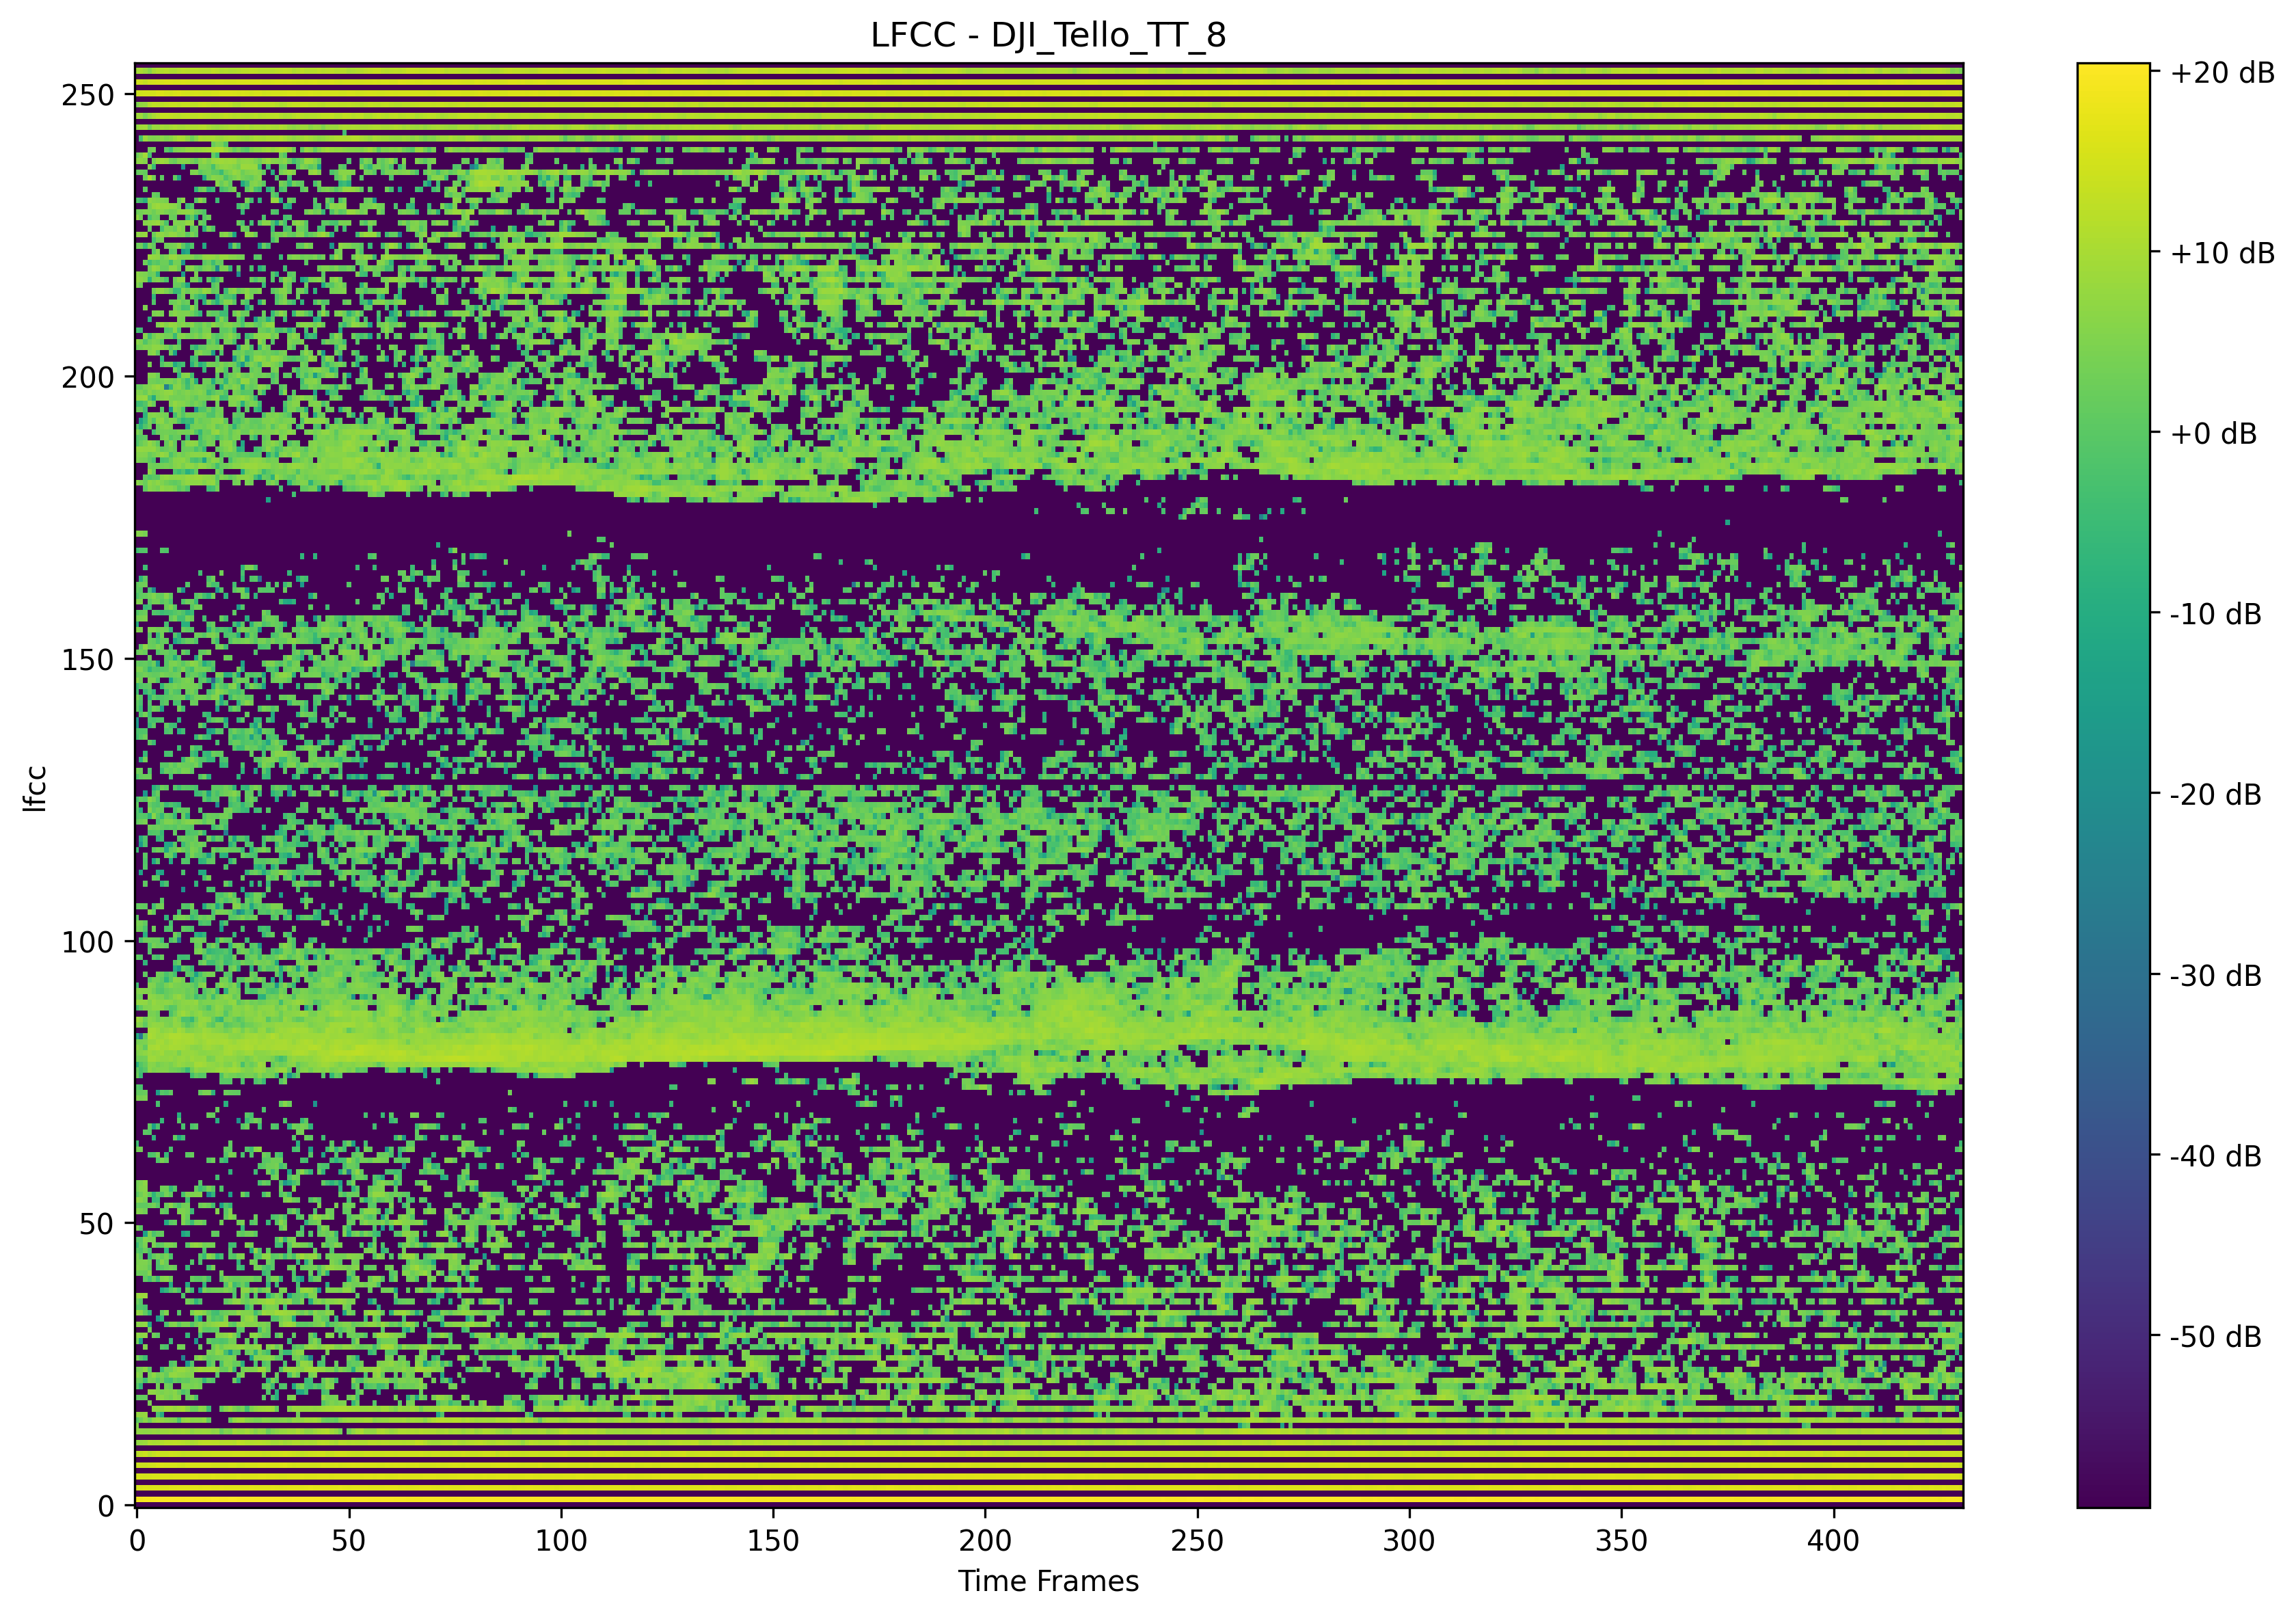 LFCC - DJI_Tello_TT_8
250
200
150
100
50
0
lfcc
0 50 100 150 200 250 300 350 400
Time Frames
+20 dB
+10 dB
+0 dB
-10 dB
-20 dB
-30 dB
-40 dB
-50 dB